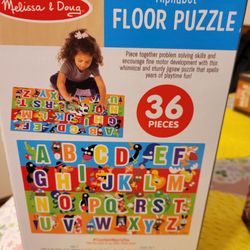 Melissa & Doug
Alphabet
FLOOR PUZZLE
Piece together problem solving skills and
encourage fine motor development with this
whimsical and sturdy jigsaw puzzle that spells
years of playtime fun!
36
PIECES
A B C D E F
G H I J K L M
N O P Q R S T
U V W X Y Z